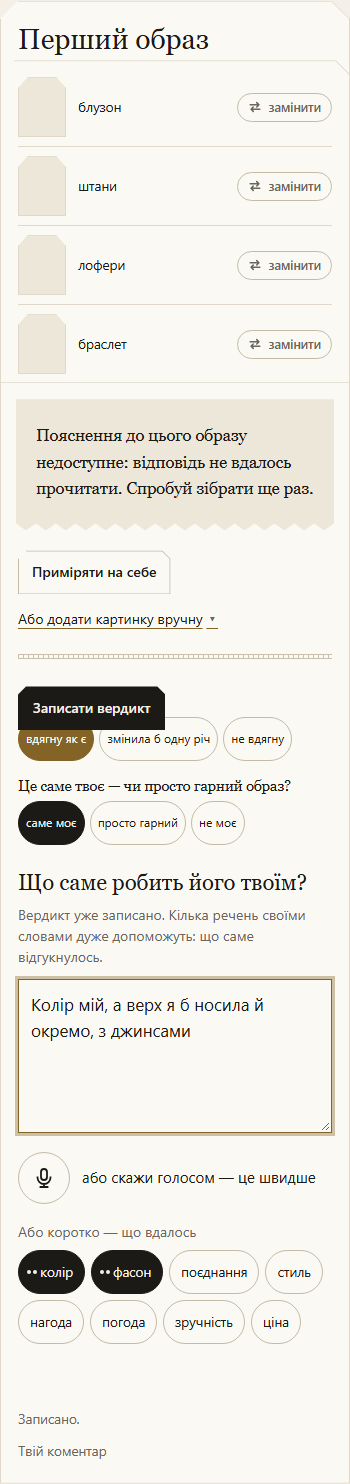 Перший образ
блузон
замінити
штани
замінити
лофери
замінити
браслет
замінити
Пояснення до цього образу
недоступне: відповідь не вдалось
прочитати. Спробуй зібрати ще раз.
Приміряти на себе
Або додати картинку вручну
Записати вердикт
вдягну як є
змінила б одну річ
не вдягну
Це саме твоє — чи просто гарний образ?
саме моє
просто гарний
не моє
Що саме робить його твоїм?
Вердикт уже записано. Кілька речень своїми
словами дуже допоможуть: що саме
відгукнулось.
Колір мій, а верх я б носила й
окремо, з джинсами
або скажи голосом — це швидше
Або коротко — що вдалось
колір
фасон
поєднання
стиль
нагода
погода
зручність
ціна
Записано.
Твій коментар